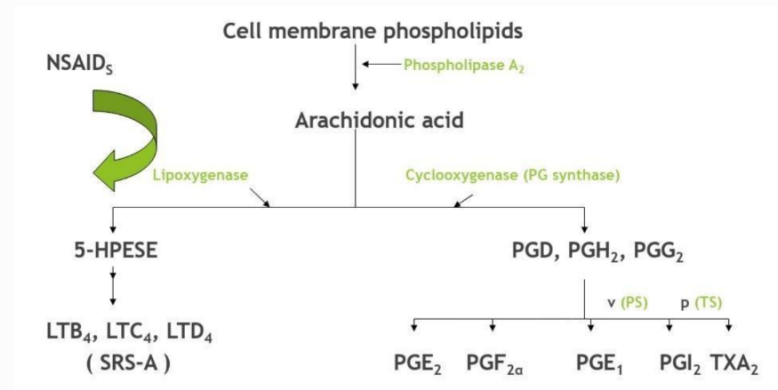 Cell membrane phospholipids
NSAIDS
Phospholipase A2
Arachidonic acid
Lipoxygenase
Cyclooxygenase (PG synthase)
5-HPESE
PGD, PGH2, PGG2
v (PS) p (TS)
LTB4, LTC4, LTD4
( SRS-A )
PGE2 PGF2α PGE1 PGI2 TXA2